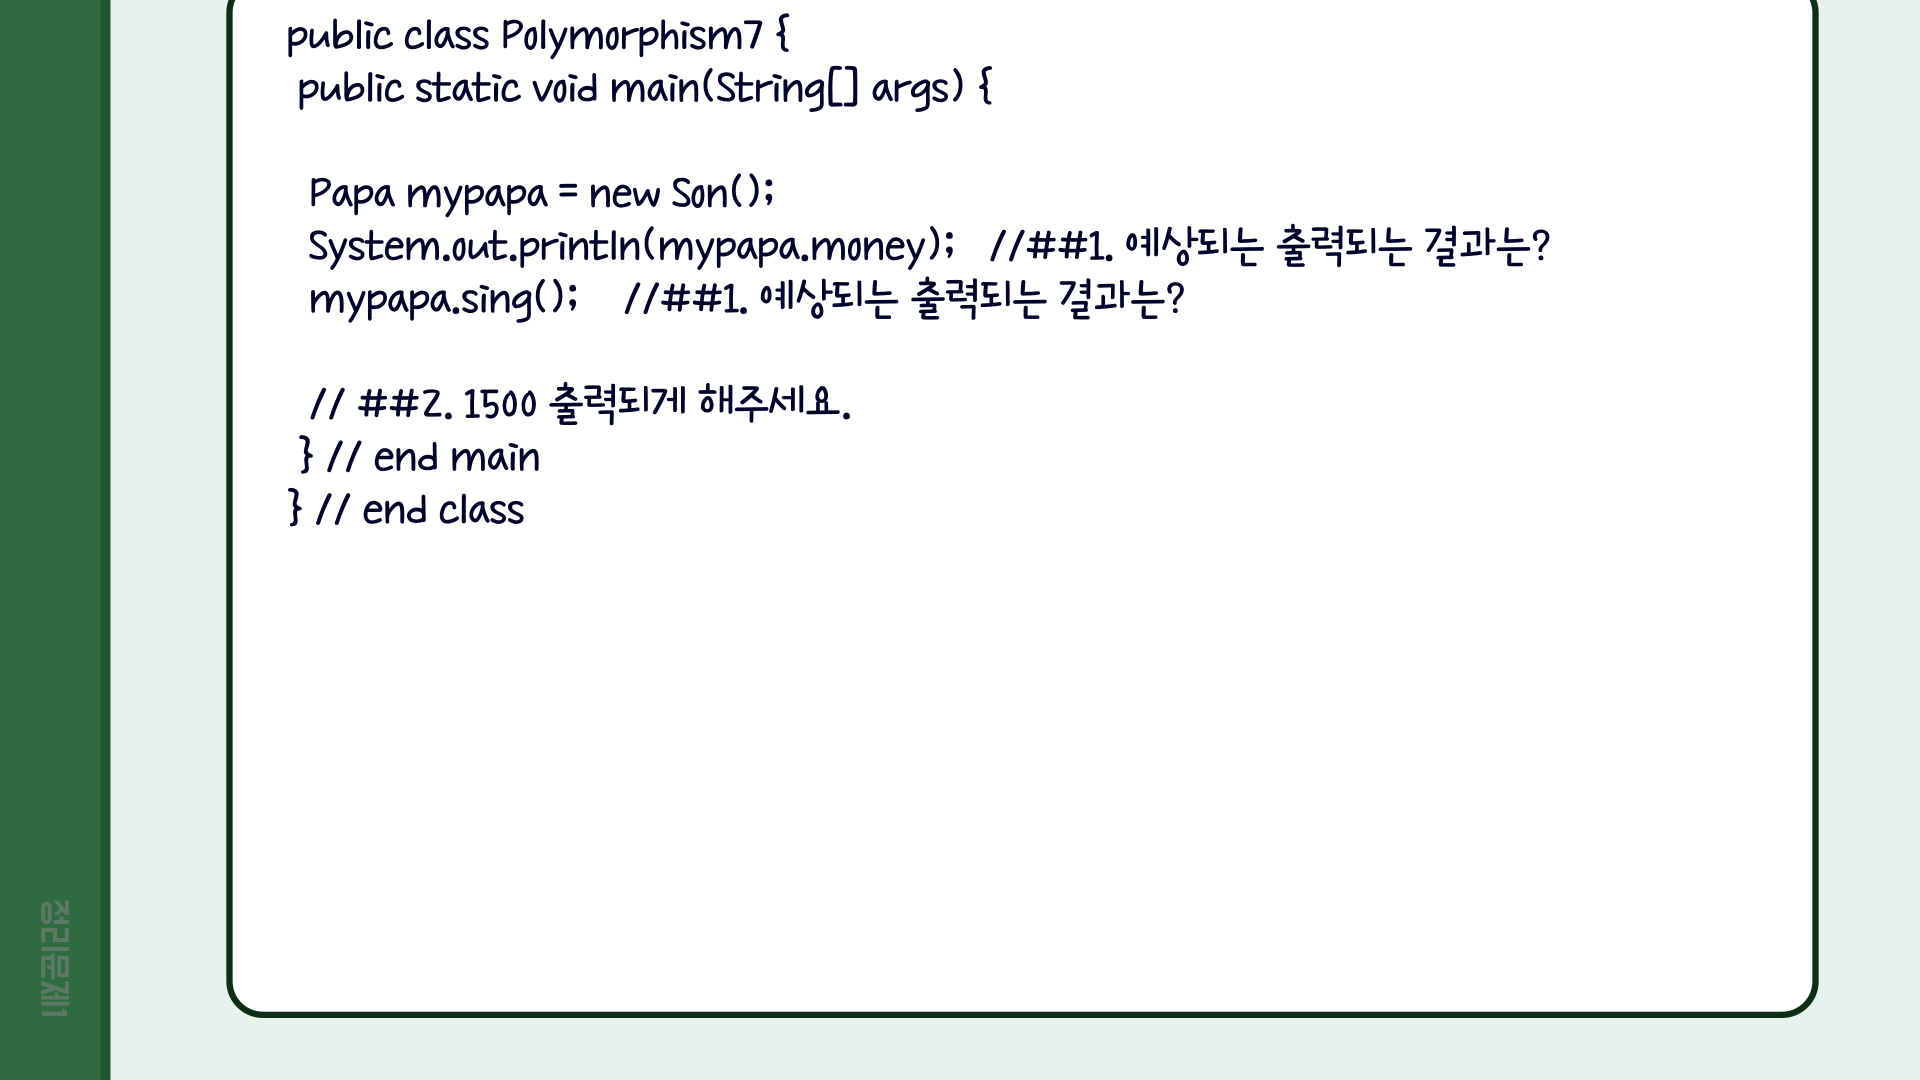 public class Polymorphism7 {
public static void main(String[] args) {
Papa mypapa = new Son();
System.out.println(mypapa.money);   //##1. 예상되는 출력되는 결과는?
mypapa.sing();    //##1. 예상되는 출력되는 결과는?
// ##2. 1500 출력되게 해주세요.
} // end main
} // end class
정리문제1